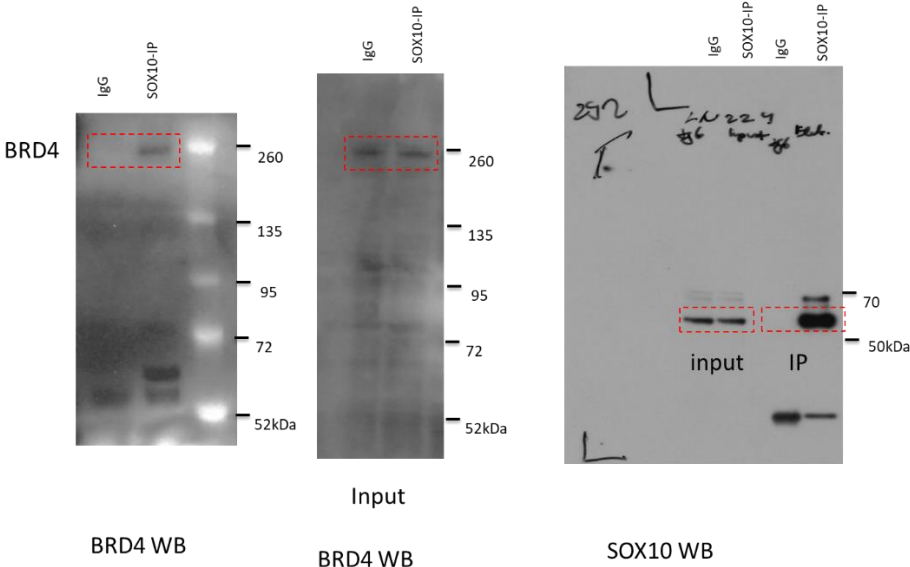 IgG
SOX10-IP
BRD4
260
135
95
72
52kDa
BRD4 WB
IgG
SOX10-IP
260
135
95
72
52kDa
Input
BRD4 WB
IgG
SOX10-IP
IgG
SOX10-IP
70
50kDa
input
IP
SOX10 WB